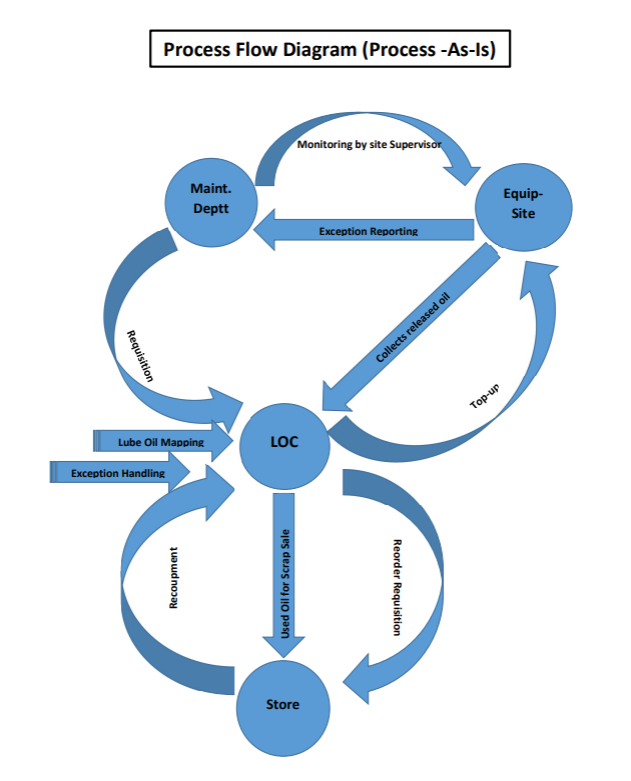 Process Flow Diagram (Process -As-Is)
Monitoring by site Supervisor
Maint.
Deptt
Equip-
Site
Exception Reporting
Collects released oil
Requisition
Top-up
Lube Oil Mapping
LOC
Exception Handling
Recoupment
Used Oil for Scrap Sale
Reorder Requisition
Store